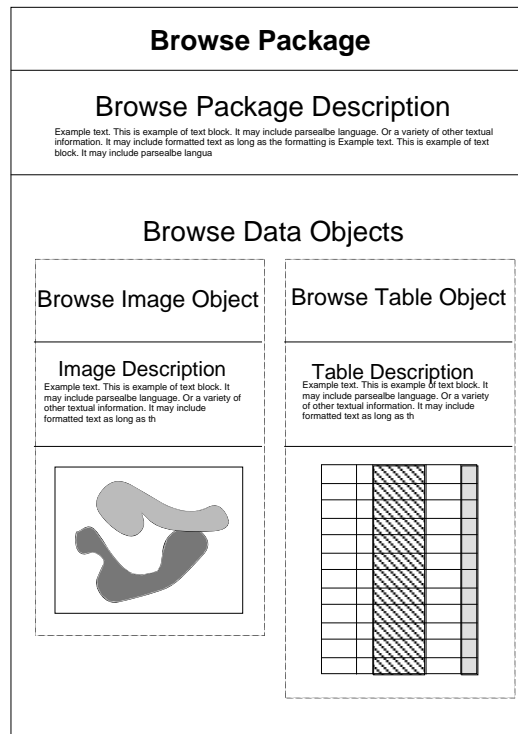 Browse Package
Browse Package Description
Example text. This is example of text block. It may include parsealbe language. Or a variety of other textual
information. It may include formatted text as long as the formatting is Example text. This is example of text
block. It may include parsealbe langua
Browse Data Objects
Browse Image Object
Image Description
Example text. This is example of text block. It
may include parsealbe language. Or a variety of
other textual information. It may include
formatted text as long as th
Browse Table Object
Table Description
Example text. This is example of text block. It
may include parsealbe language. Or a variety
of other textual information. It may include
formatted text as long as th